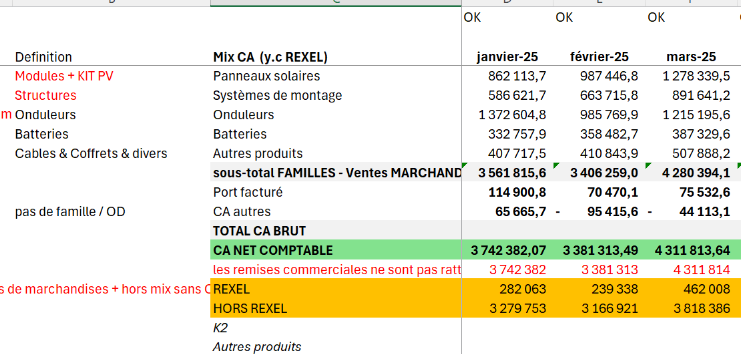 OK OK OK
Definition Mix CA (y.c REXEL) janvier-25 février-25 mars-25
Modules + KIT PV Panneaux solaires 862 113,7 987 446,8 1 278 339,5
Structures Systèmes de montage 586 621,7 663 715,8 891 641,2
m Onduleurs Onduleurs 1 372 604,8 985 769,9 1 215 195,6
Batteries Batteries 332 757,9 358 482,7 387 329,6
Cables & Coffrets & divers Autres produits 407 717,5 410 843,9 507 888,2
sous-total FAMILLES - Ventes MARCHAND 3 561 815,6 3 406 259,0 4 280 394,1
Port facturé 114 900,8 70 470,1 75 532,6
pas de famille / OD CA autres 65 665,7 - 95 415,6 - 44 113,1
TOTAL CA BRUT
CA NET COMPTABLE 3 742 382,07 3 381 313,49 4 311 813,64
les remises commerciales ne sont pas ratt 3 742 382 3 381 313 4 311 814
s de marchandises + hors mix sans REXEL 282 063 239 338 462 008
HORS REXEL 3 279 753 3 166 921 3 818 386
K2
Autres produits